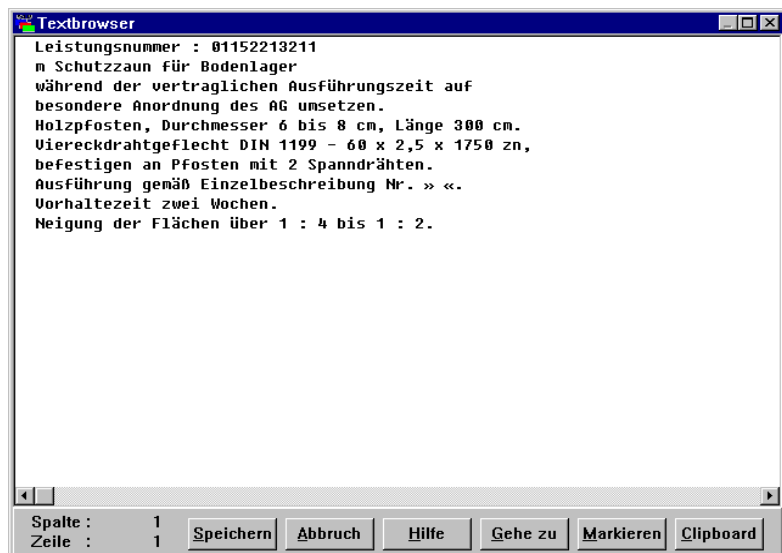 Textbrowser
Leistungsnummer : 01152213211
m Schutzzaun für Bodenlager
während der vertraglichen Ausführungszeit auf
besondere Anordnung des AG umsetzen.
Holzpfosten, Durchmesser 6 bis 8 cm, Länge 300 cm.
Viereckdrahtgeflecht DIN 1199 - 60 x 2,5 x 1750 zn,
befestigen an Pfosten mit 2 Spanndrähten.
Ausführung gemäß Einzelbeschreibung Nr. » «.
Vorhaltezeit zwei Wochen.
Neigung der Flächen über 1 : 4 bis 1 : 2.
Spalte : 1
Zeile : 1
Speichern Abbruch Hilfe Gehe zu Markieren Clipboard